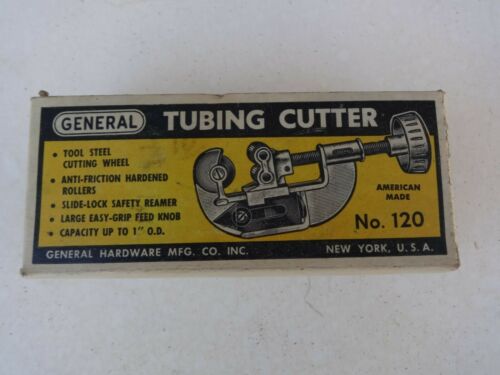 GENERAL TUBING CUTTER
• TOOL STEEL
CUTTING WHEEL
• ANTI-FRICTION HARDENED
ROLLERS
• SLIDE-LOCK SAFETY REAMER
• LARGE EASY-GRIP FEED KNOB
• CAPACITY UP TO 1" O.D.
AMERICAN
MADE
No. 120
GENERAL HARDWARE MFG. CO. INC. NEW YORK, U.S.A.